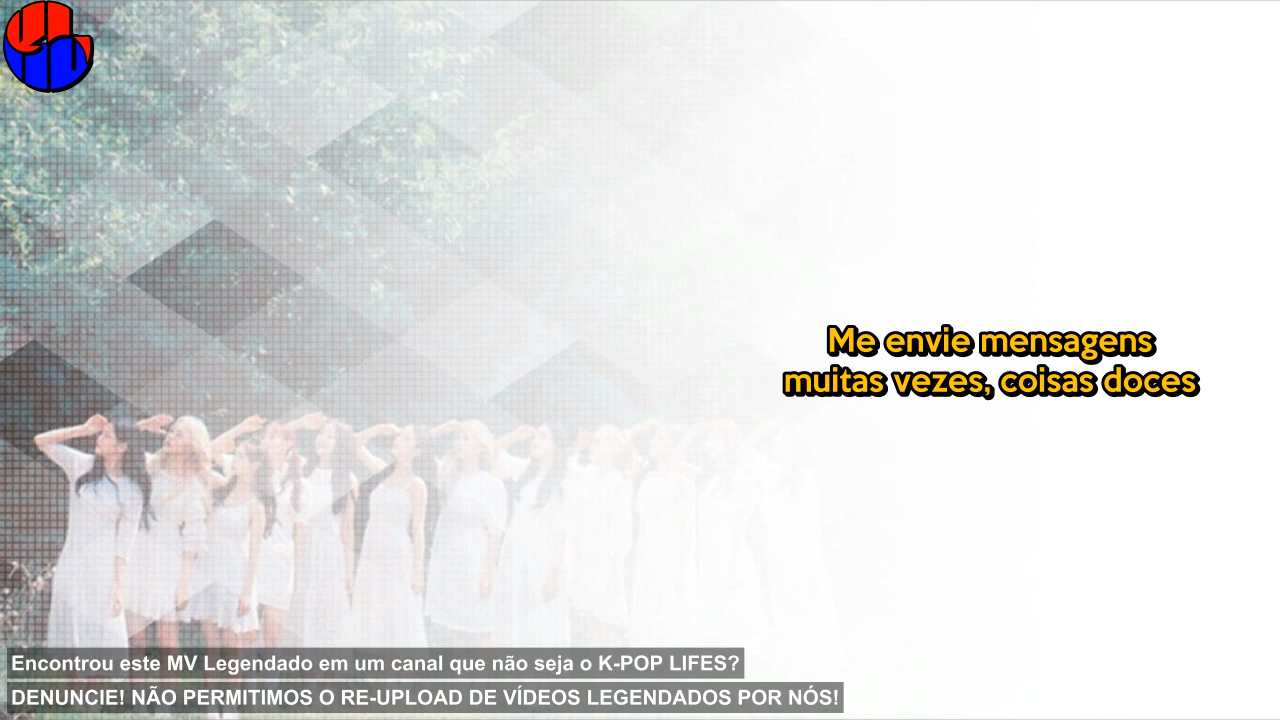 Me envie mensagens
muitas vezes, coisas doces
Encontrou este MV Legendado em um canal que não seja o K-POP LIFES?
DENUNCIE! NÃO PERMITIMOS O RE-UPLOAD DE VÍDEOS LEGENDADOS POR NÓS!